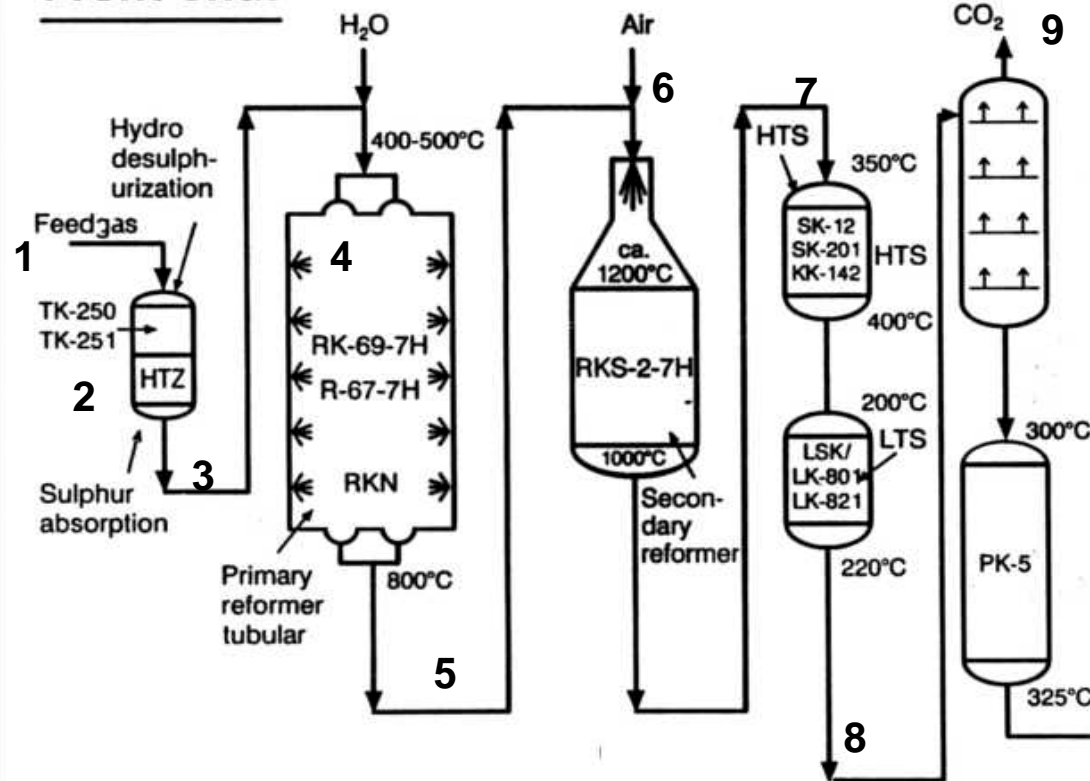 H₂O
Air
CO₂
9
6
7
Hydro
desulph-
urization
400-500°C
HTS
350°C
Feedgas
1
4
ca.
1200°C
SK-12
SK-201
KK-142
HTS
TK-250
TK-251
400°C
RK-69-7H
R-67-7H
RKS-2-7H
HTZ
2
200°C
LTS
300°C
LSK/
LK-801
LK-821
1000°C
3
RKN
Sulphur
absorption
Secon-
dary
reformer
220°C
PK-5
800°C
Primary
reformer
tubular
5
325°C
8